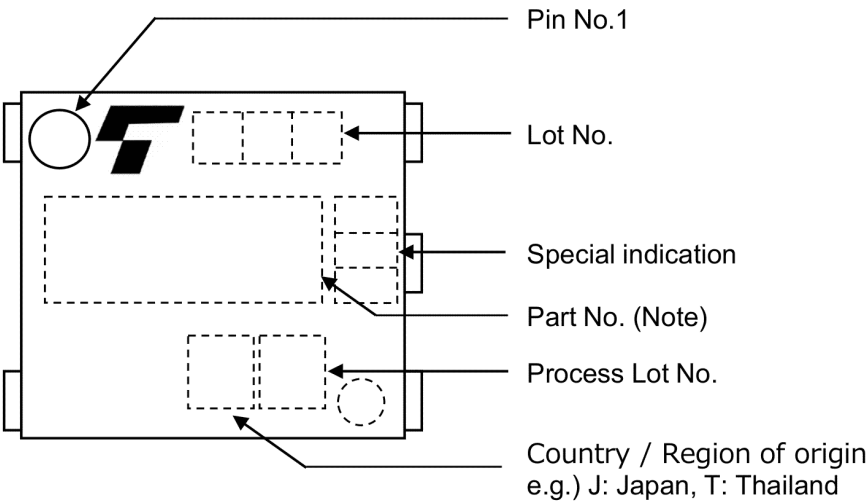 Pin No.1
Lot No.
Special indication
Part No. (Note)
Process Lot No.
Country / Region of origin
e.g.) J: Japan, T: Thailand